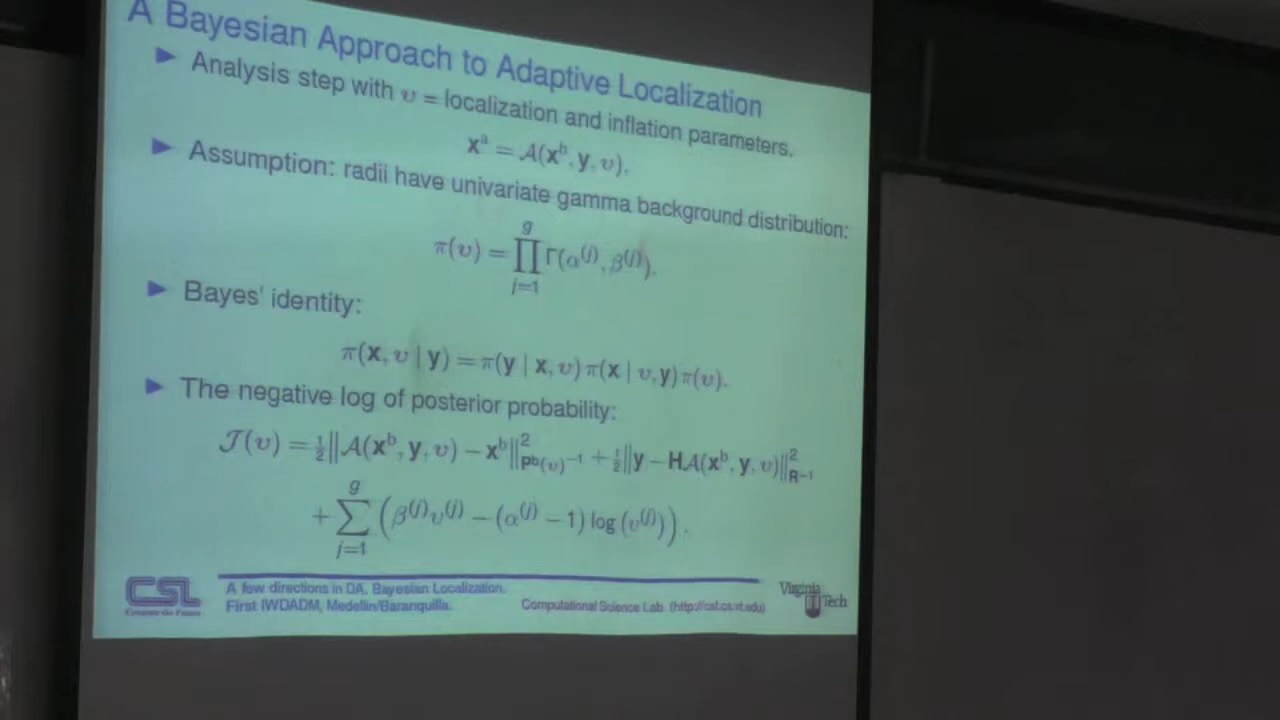 A Bayesian Approach to Adaptive Localization
▶ Analysis step with υ = localization and inflation parameters.
xᵃ = 𝒜(xᵇ, y, υ),
▶ Assumption: radii have univariate gamma background distribution:
π(υ) = ∏_{j=1}^{g} Γ(α^{(j)}, β^{(j)}).
▶ Bayes' identity:
π(x, υ | y) = π(y | x, υ) π(x | υ, y) π(υ).
▶ The negative log of posterior probability:
𝒥(υ) = ½‖𝒜(xᵇ, y, υ) − xᵇ‖²_{Pᵇ(υ)⁻¹} + ½‖y − H𝒜(xᵇ, y, υ)‖²_{R⁻¹}
+ ∑_{j=1}^{g} (β^{(j)}υ^{(j)} − (α^{(j)} − 1) log (υ^{(j)})).
CSL
A few directions in DA. Bayesian Localization.
First IWDADM, Medellin/Baranquilla.
Computational Science Lab. (http://csl.cs.vt.edu)
Virginia
Tech